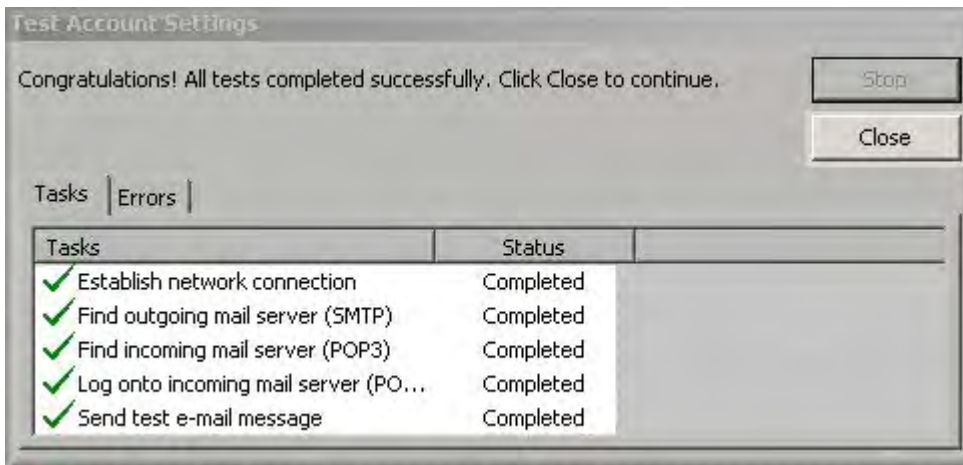 Test Account Settings
Congratulations! All tests completed successfully. Click Close to continue.
Stop
Close
Tasks Errors
Tasks Status
Establish network connection Completed
Find outgoing mail server (SMTP) Completed
Find incoming mail server (POP3) Completed
Log onto incoming mail server (PO... Completed
Send test e-mail message Completed